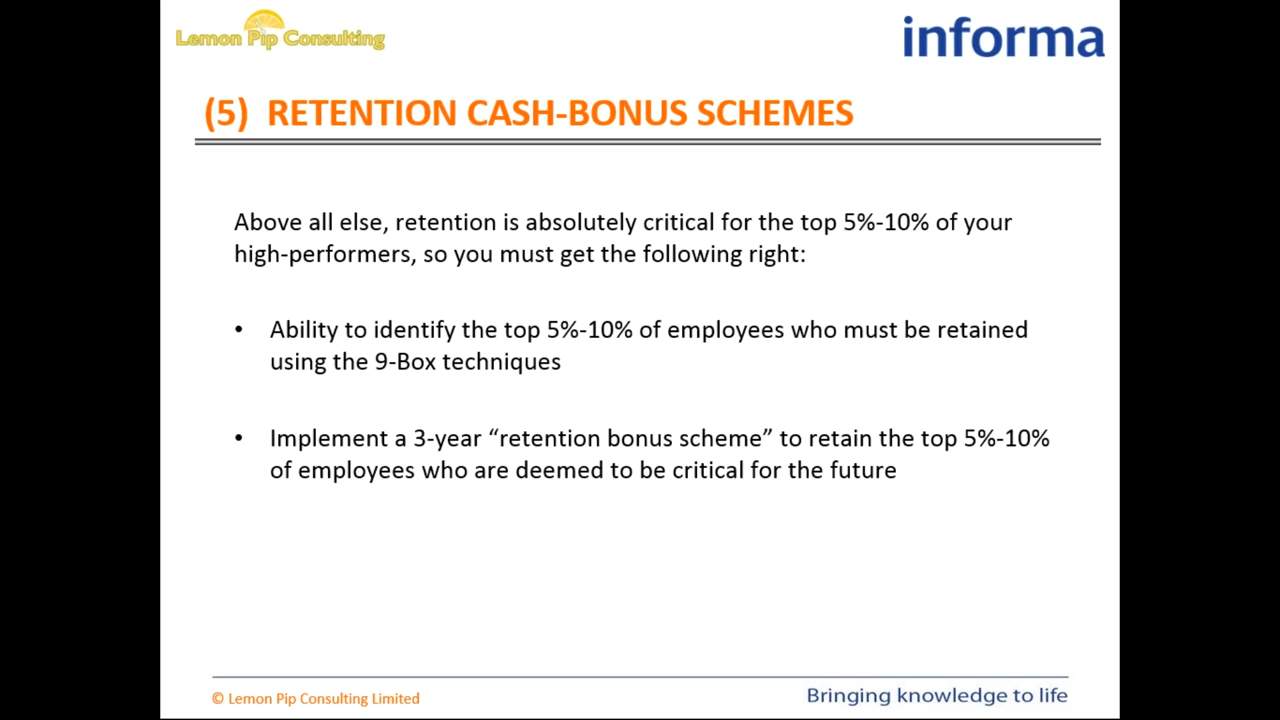 Lemon Pip Consulting
informa
(5) RETENTION CASH-BONUS SCHEMES
Above all else, retention is absolutely critical for the top 5%-10% of your
high-performers, so you must get the following right:
• Ability to identify the top 5%-10% of employees who must be retained
using the 9-Box techniques
• Implement a 3-year “retention bonus scheme” to retain the top 5%-10%
of employees who are deemed to be critical for the future
© Lemon Pip Consulting Limited
Bringing knowledge to life